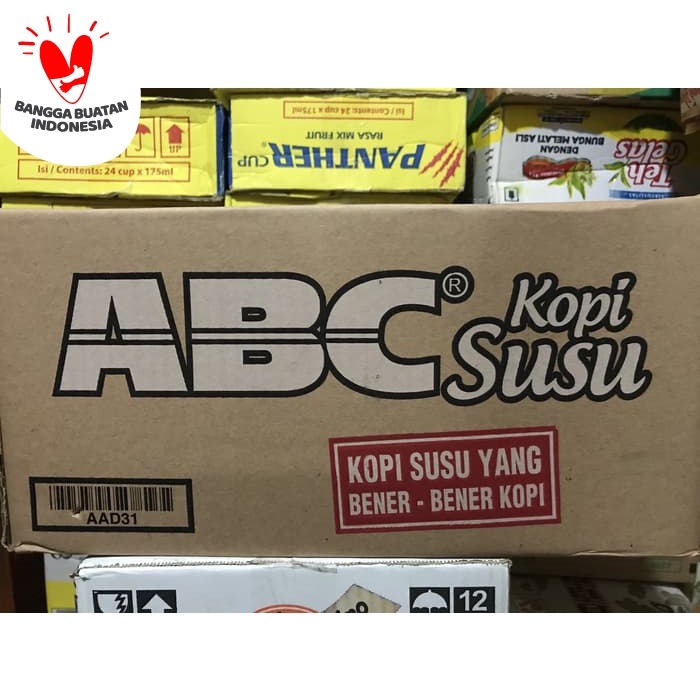 BANGGA BUATAN
INDONESIA
UP
Isi / Contents: 24 cup x 175ml
Isi / Contents: 24 cup x 175ml
RASA MIX FRUIT
PANTHER CUP
DENGAN
BUNGA MELATI ASLI
Teh
Gelas
ABC® Kopi
Susu
KOPI SUSU YANG
BENER - BENER KOPI
AAD31
12